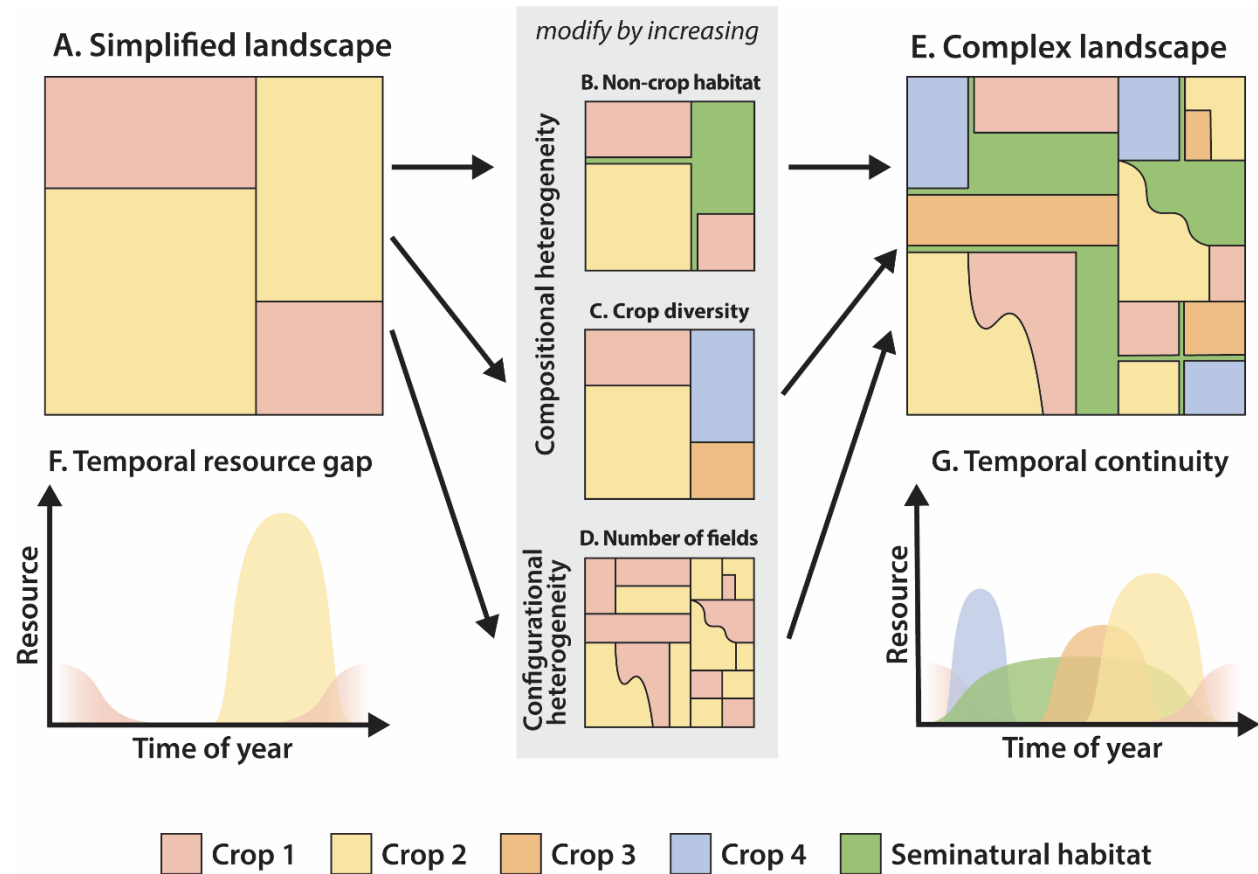 A. Simplified landscape
modify by increasing
E. Complex landscape
Compositional heterogeneity
B. Non-crop habitat
C. Crop diversity
Configurational
heterogeneity
D. Number of fields
F. Temporal resource gap
Resource
Time of year
G. Temporal continuity
Resource
Time of year
Crop 1
Crop 2
Crop 3
Crop 4
Seminatural habitat